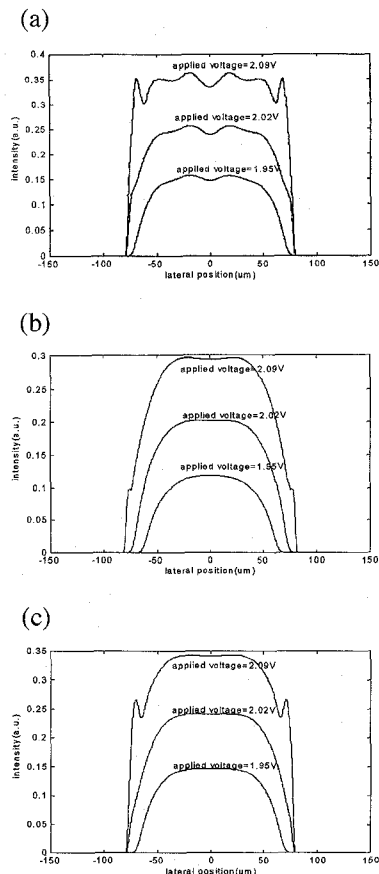 (a)
0.4
0.35
0.3
0.25
0.2
0.15
0.1
0.05
0
applied voltage=2.09V
applied voltage=2.02V
applied voltage=1.95V
intensity(a.u.)
-150 -100 -50 0 50 100 150
lateral position(um)
(b)
0.3
0.25
0.2
0.15
0.1
0.05
0
applied voltage=2.09V
applied voltage=2.02V
applied voltage=1.95V
intensity(a.u.)
-150 -100 -50 0 50 100 150
lateral position(um)
(c)
0.35
0.3
0.25
0.2
0.15
0.1
0.05
0
applied voltage=2.09V
applied voltage=2.02V
applied voltage=1.95V
intensity(a.u.)
-150 -100 -50 0 50 100 150
lateral position(um)